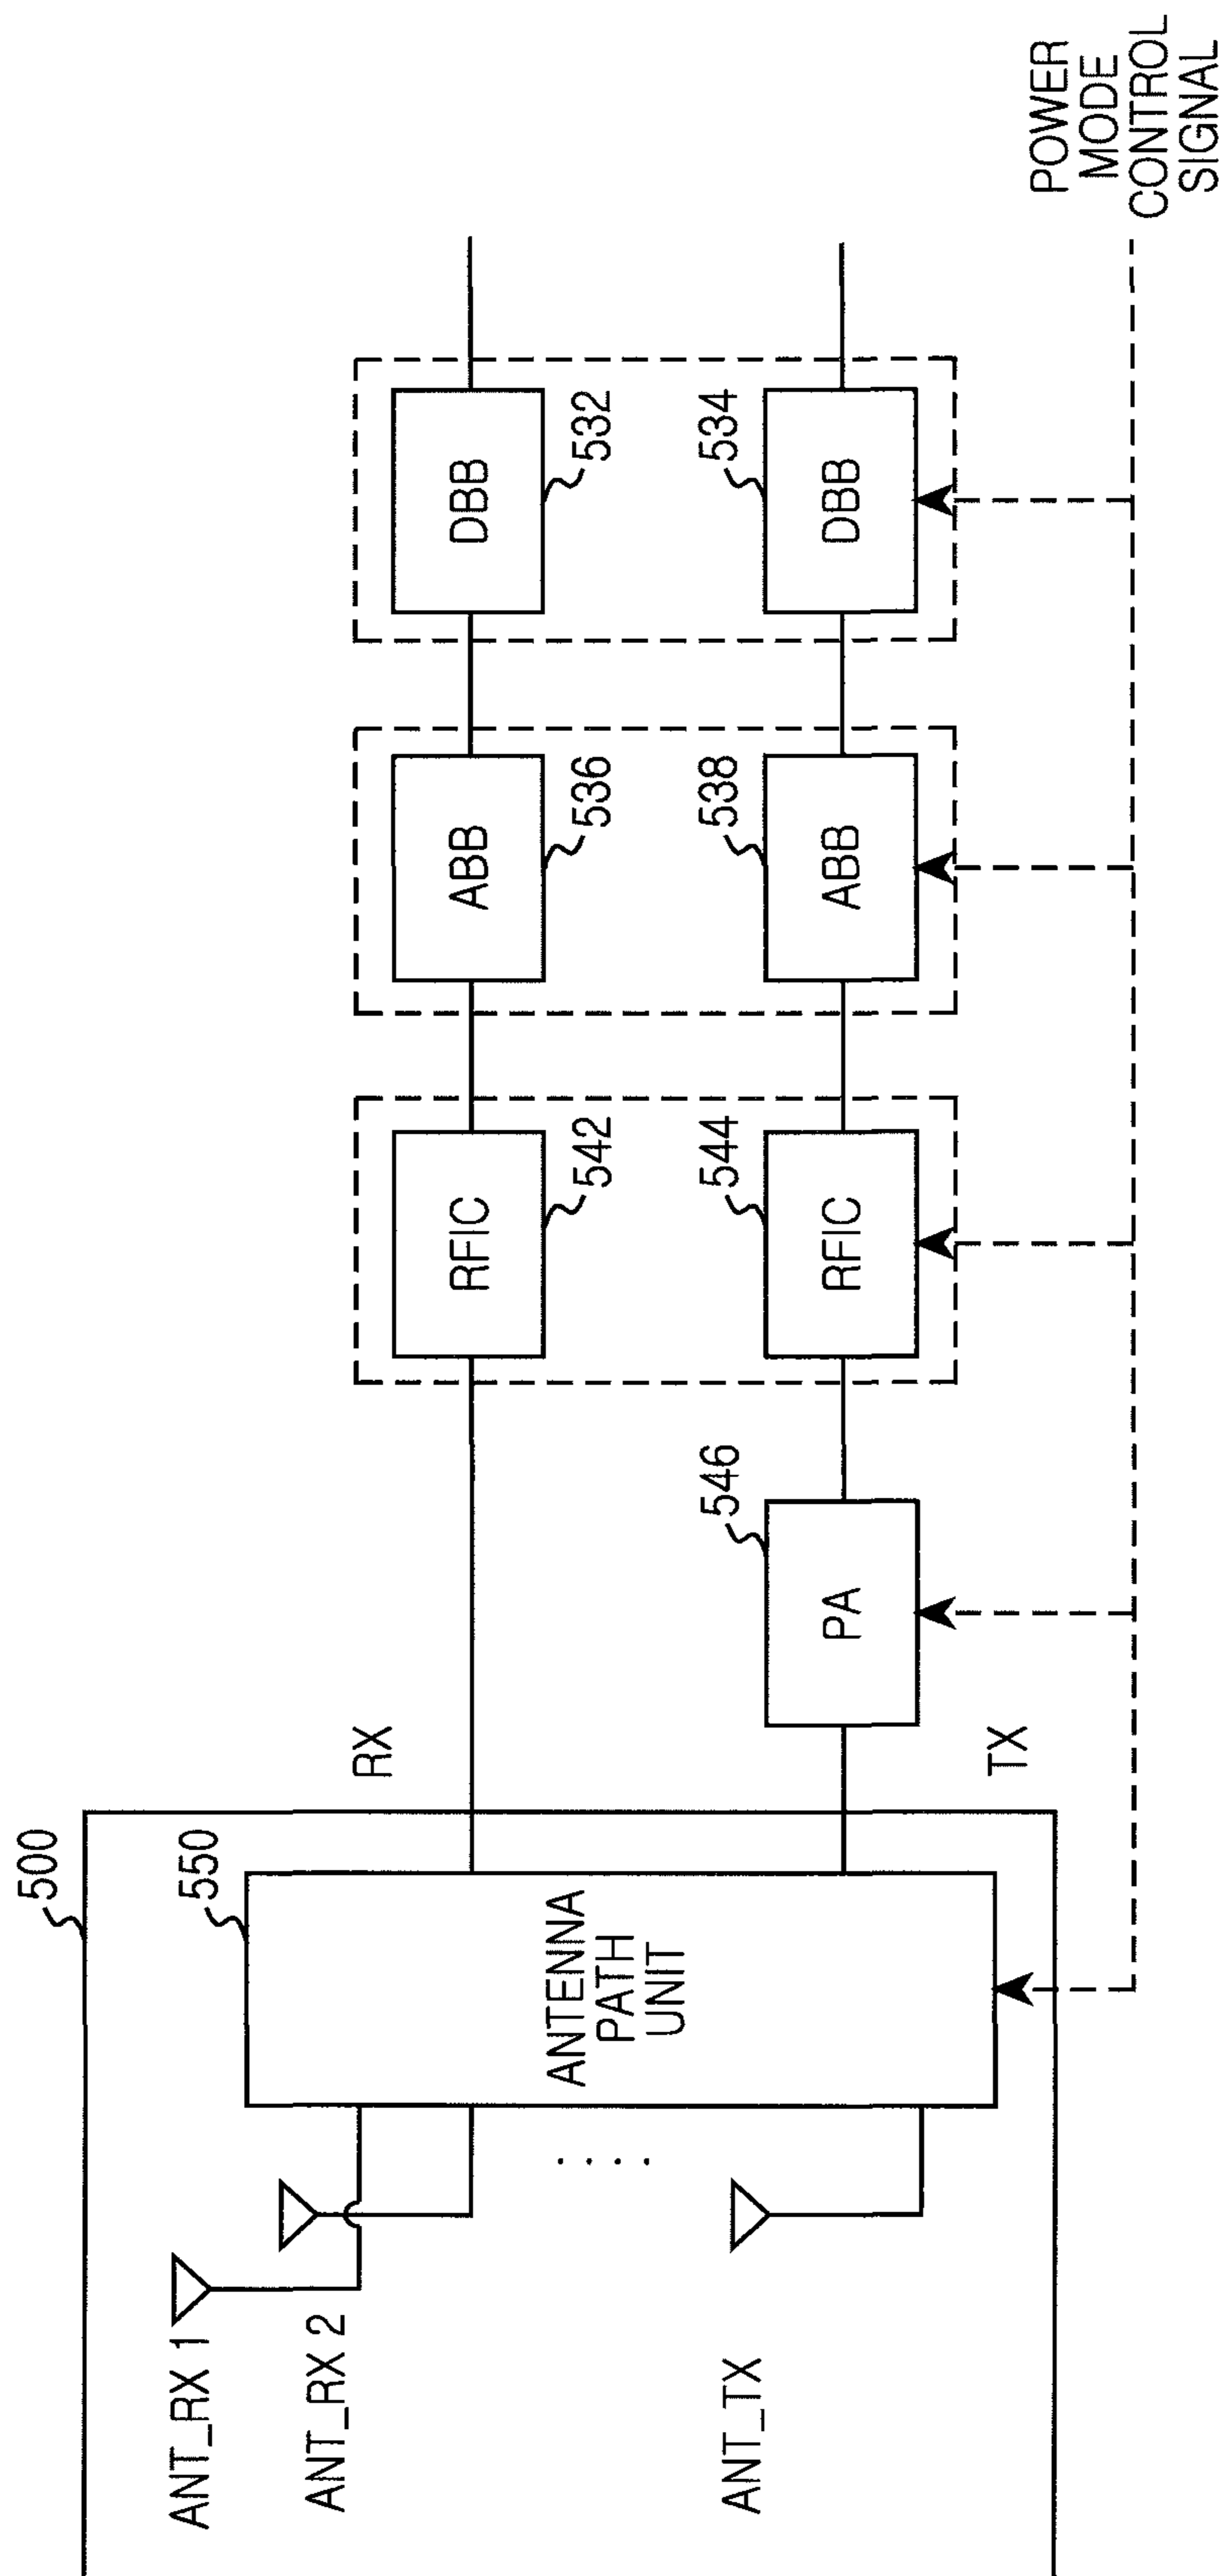 500
550
ANT_RX 1
ANT_RX 2
ANT_TX
ANTENNA
PATH
UNIT
RX
TX
546
PA
RFIC
542
544
RFIC
ABB
536
538
ABB
DBB
532
534
DBB
POWER
MODE
CONTROL
SIGNAL